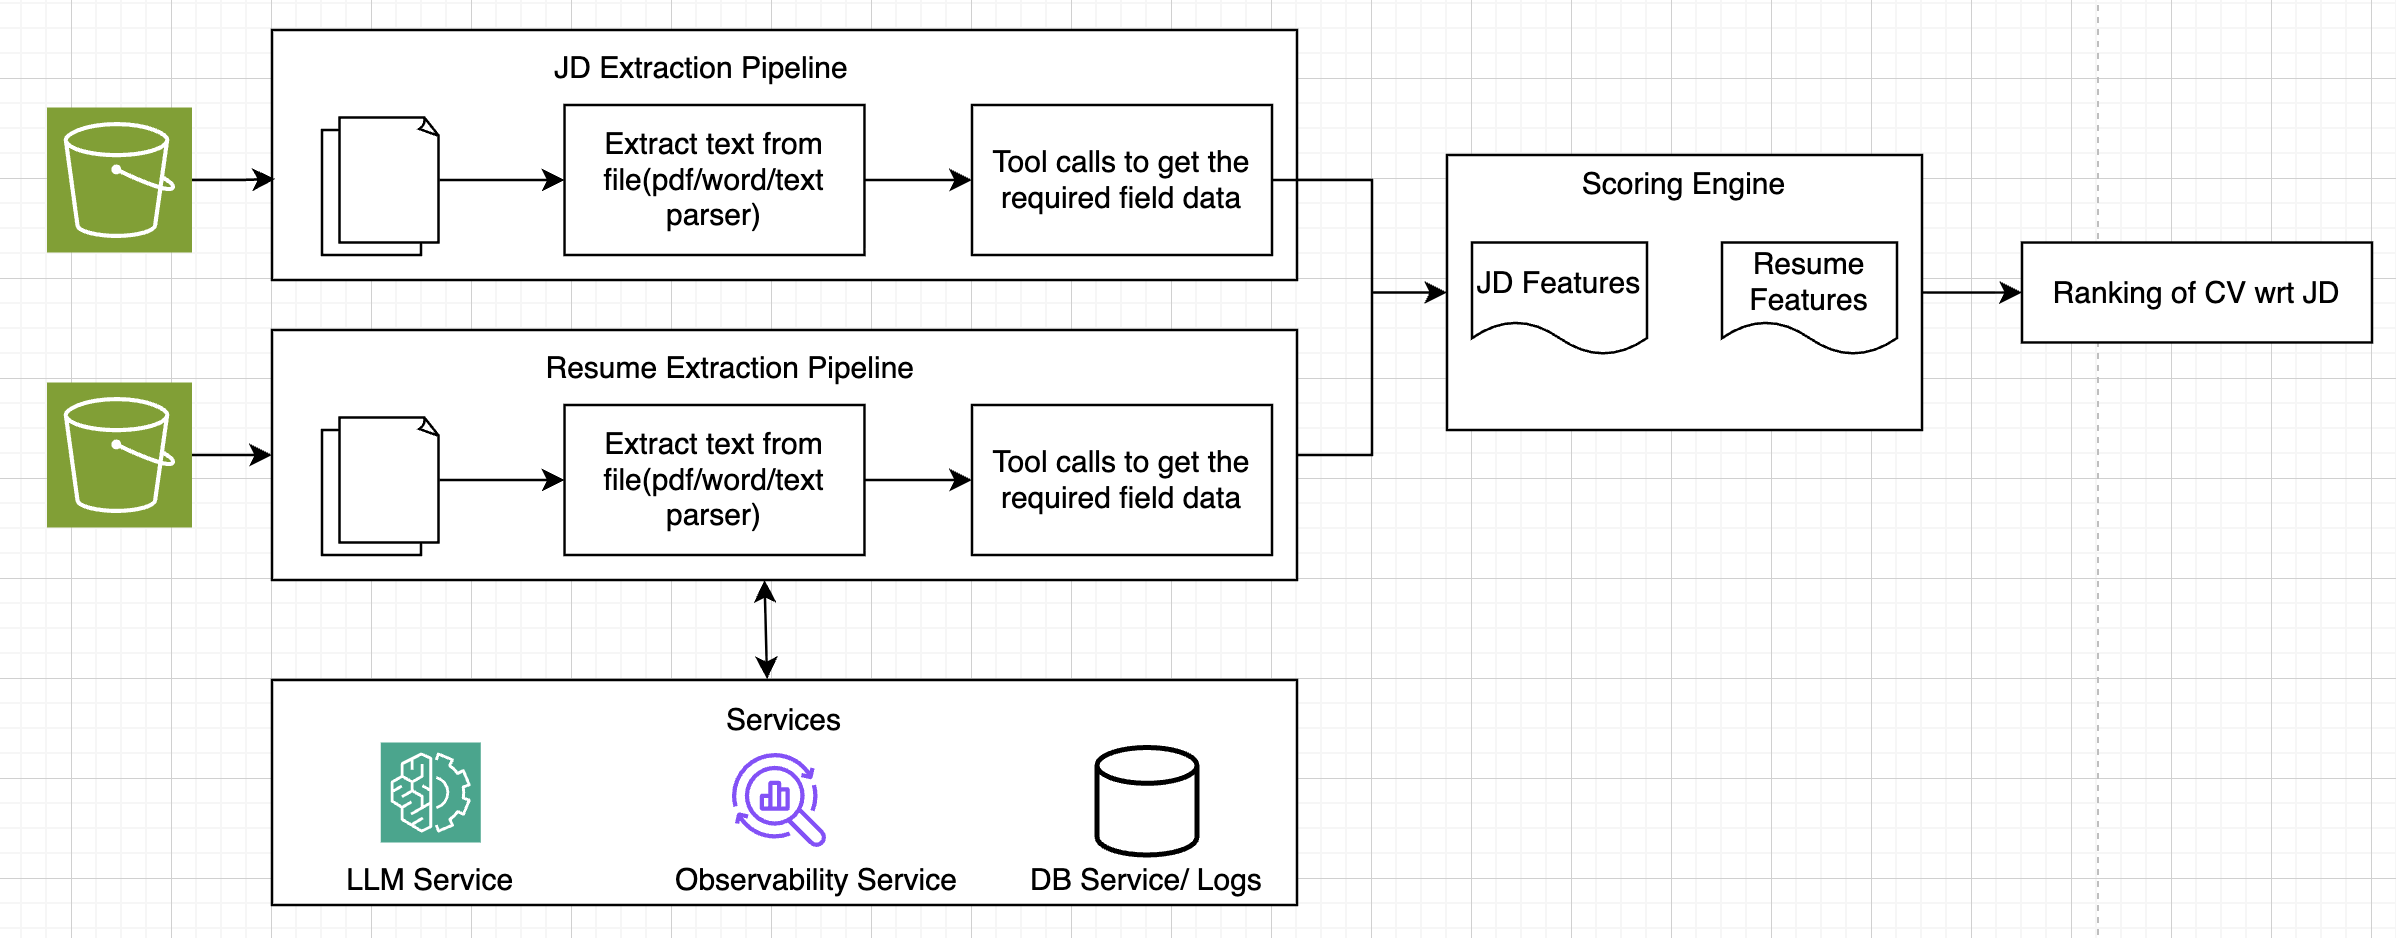 JD Extraction Pipeline
Extract text from
file(pdf/word/text
parser)
Tool calls to get the
required field data
Scoring Engine
JD Features
Resume
Features
Ranking of CV wrt JD
Resume Extraction Pipeline
Extract text from
file(pdf/word/text
parser)
Tool calls to get the
required field data
Services
LLM Service
Observability Service
DB Service/ Logs